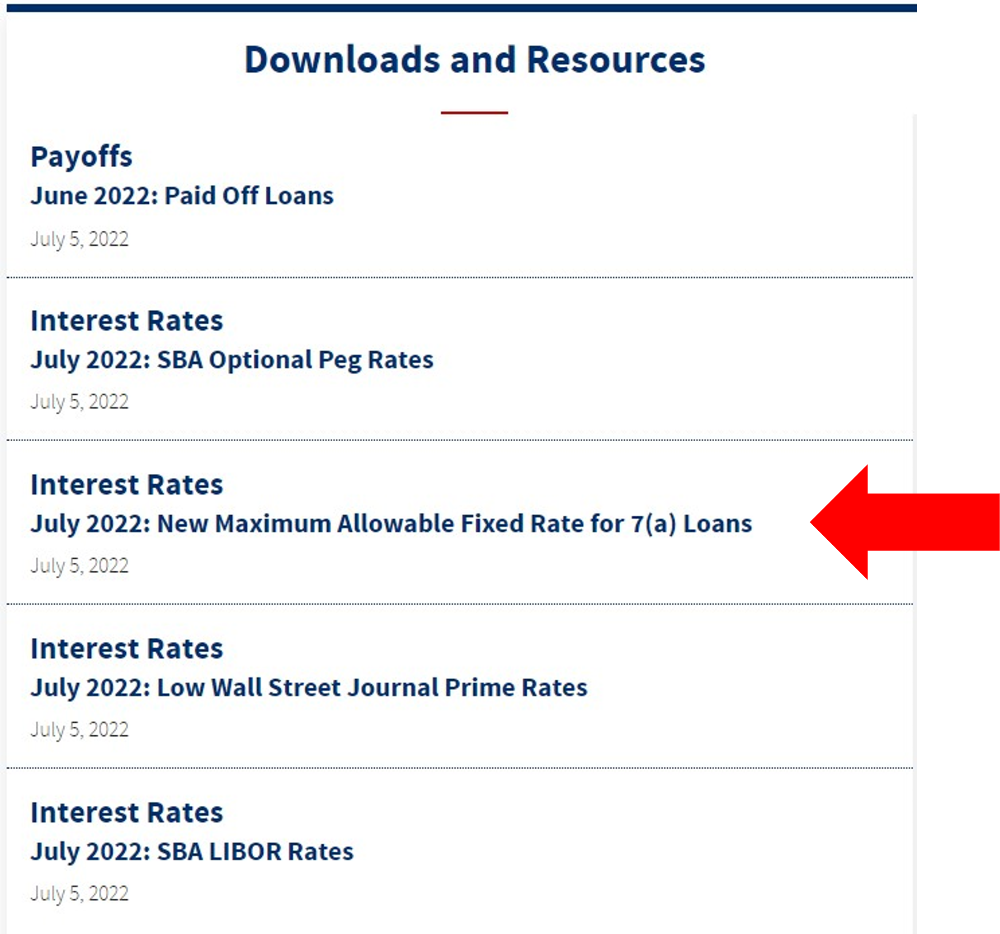 Downloads and Resources
Payoffs
June 2022: Paid Off Loans
July 5, 2022
Interest Rates
July 2022: SBA Optional Peg Rates
July 5, 2022
Interest Rates
July 2022: New Maximum Allowable Fixed Rate for 7(a) Loans
July 5, 2022
Interest Rates
July 2022: Low Wall Street Journal Prime Rates
July 5, 2022
Interest Rates
July 2022: SBA LIBOR Rates
July 5, 2022